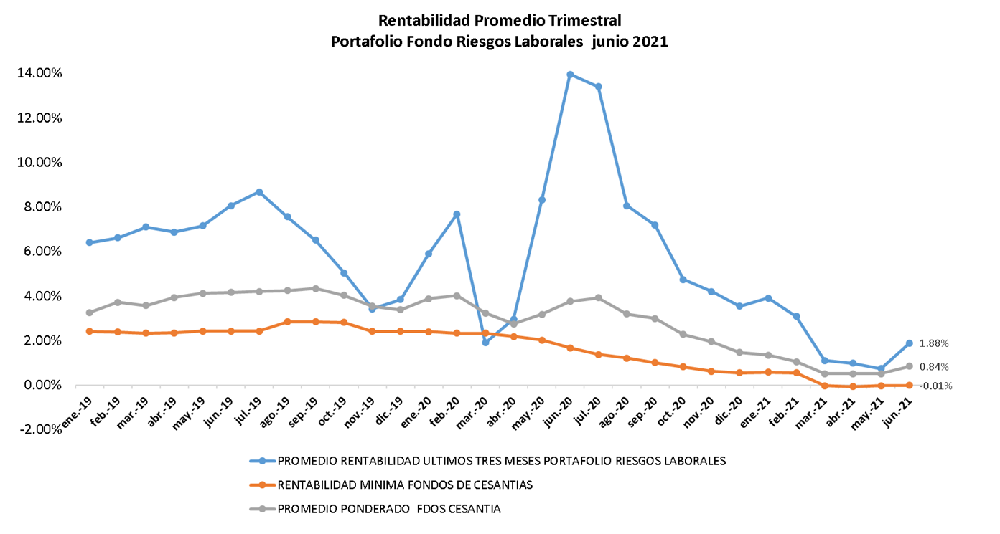 Rentabilidad Promedio Trimestral
Portafolio Fondo Riesgos Laborales junio 2021
14.00%
12.00%
10.00%
8.00%
6.00%
4.00%
2.00%
0.00%
-2.00%
1.88%
0.84%
-0.01%
ene.-19
feb.-19
mar.-19
abr.-19
may.-19
jun.-19
jul.-19
ago.-19
sep.-19
oct.-19
nov.-19
dic.-19
ene.-20
feb.-20
mar.-20
abr.-20
may.-20
jun.-20
jul.-20
ago.-20
sep.-20
oct.-20
nov.-20
dic.-20
ene.-21
feb.-21
mar.-21
abr.-21
may.-21
jun.-21
PROMEDIO RENTABILIDAD ULTIMOS TRES MESES PORTAFOLIO RIESGOS LABORALES
RENTABILIDAD MINIMA FONDOS DE CESANTIAS
PROMEDIO PONDERADO FDOS CESANTIA